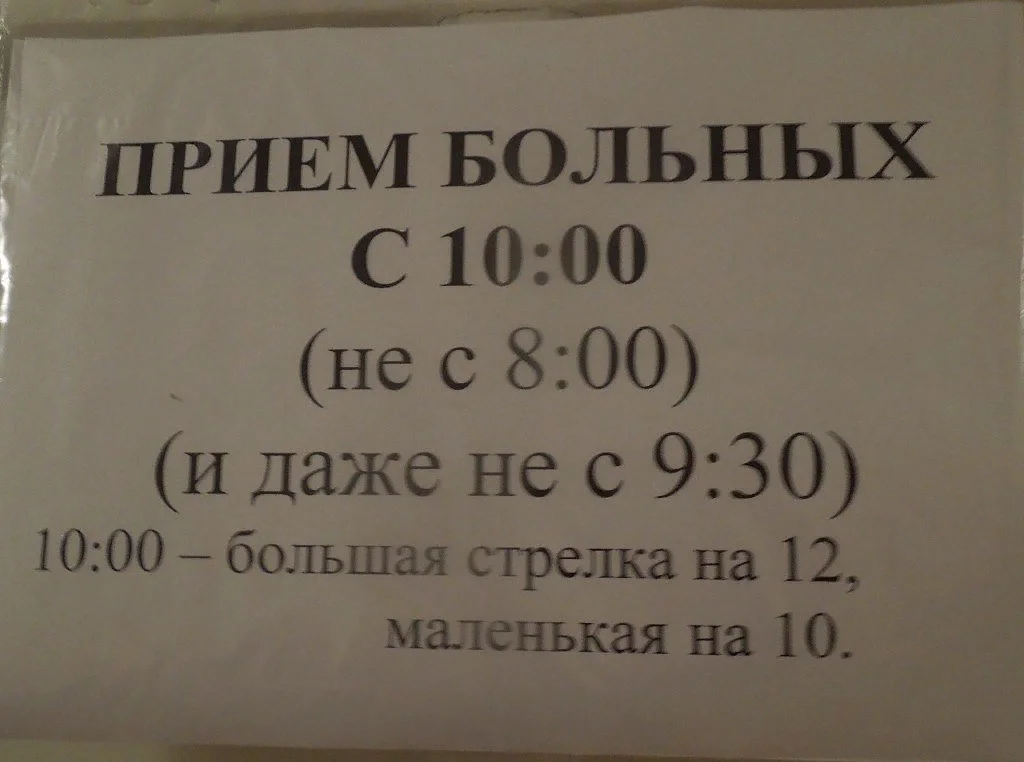 ПРИЕМ БОЛЬНЫХ
С 10:00
(не с 8:00)
(и даже не с 9:30)
10:00 – большая стрелка на 12,
маленькая на 10.